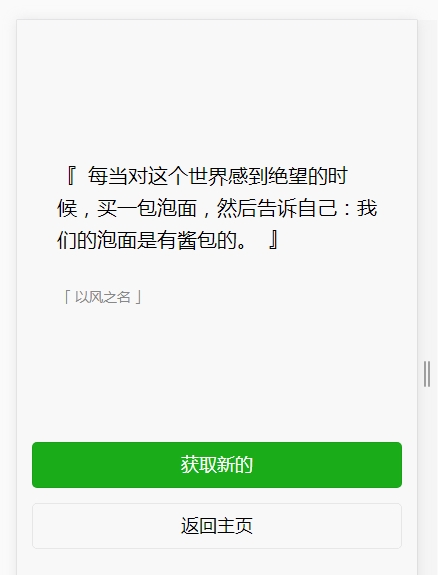 『 每当对这个世界感到绝望的时
候，买一包泡面，然后告诉自己：我
们的泡面是有酱包的。 』
「 以风之名 」
获取新的
返回主页